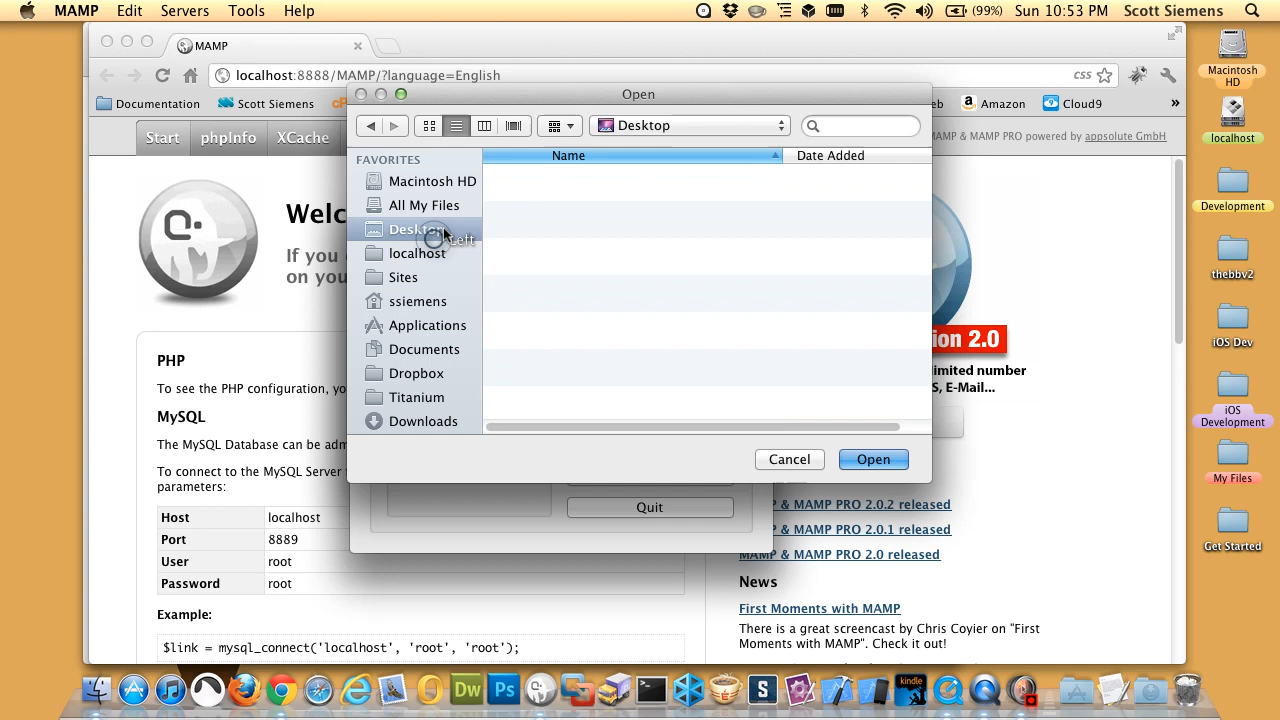 MAMP Edit Servers Tools Help
(99%) Sun 10:53 PM Scott Siemens
MAMP
localhost:8888/MAMP/?language=English
CSS
Documentation Scott Siemens
Amazon Cloud9 »
Open
Desktop
Start phpInfo XCache
MAMP & MAMP PRO powered by appsolute GmbH
FAVORITES
Name Date Added
Macintosh HD
All My Files
Desktop
Left
localhost
Sites
ssiemens
Applications
Documents
Dropbox
Titanium
Downloads
Cancel Open
Quit
If you
on you
PHP
To see the PHP configuration,
MySQL
The MySQL Database can be
To connect to the MySQL Server
parameters:
Host localhost
Port 8889
User root
Password root
Example:
$link = mysql_connect('localhost', 'root', 'root');
ion 2.0
limited number
S, E-Mail...
& MAMP PRO 2.0.2 released
& MAMP PRO 2.0.1 released
MAMP & MAMP PRO 2.0 released
News
First Moments with MAMP
There is a great screencast by Chris Coyier on "First
Moments with MAMP". Check it out!
Macintosh
HD
localhost
Development
thebbv2
iOS Dev
iOS
Development
My Files
Get Started
Dw
Ps
S
kindle